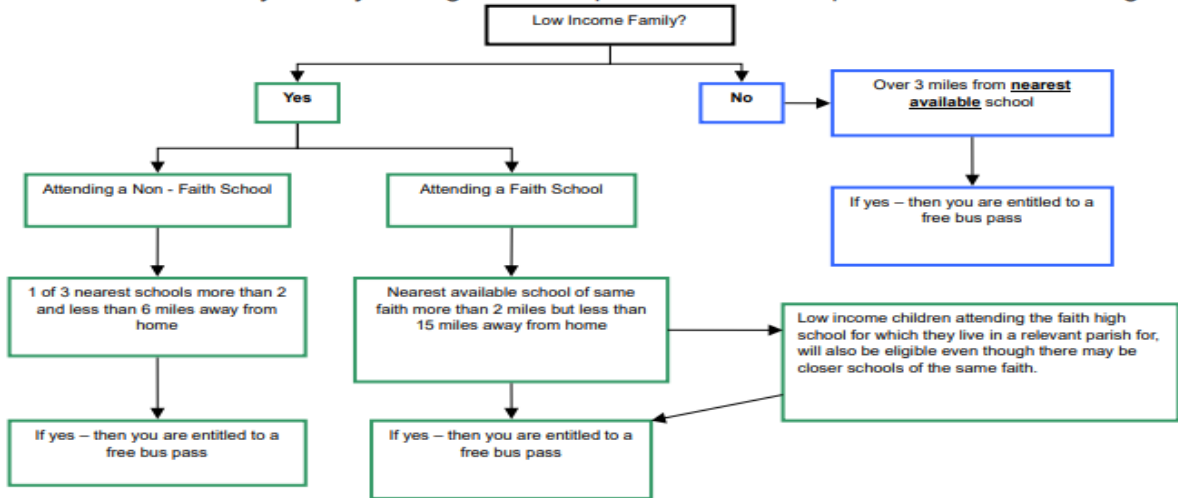 Low Income Family?
Yes
No
Over 3 miles from nearest
available school
Attending a Non - Faith School
Attending a Faith School
If yes – then you are entitled to a
free bus pass
1 of 3 nearest schools more than 2
and less than 6 miles away from
home
Nearest available school of same
faith more than 2 miles but less than
15 miles away from home
Low income children attending the faith high
school for which they live in a relevant parish for,
will also be eligible even though there may be
closer schools of the same faith.
If yes – then you are entitled to a
free bus pass
If yes – then you are entitled to a
free bus pass